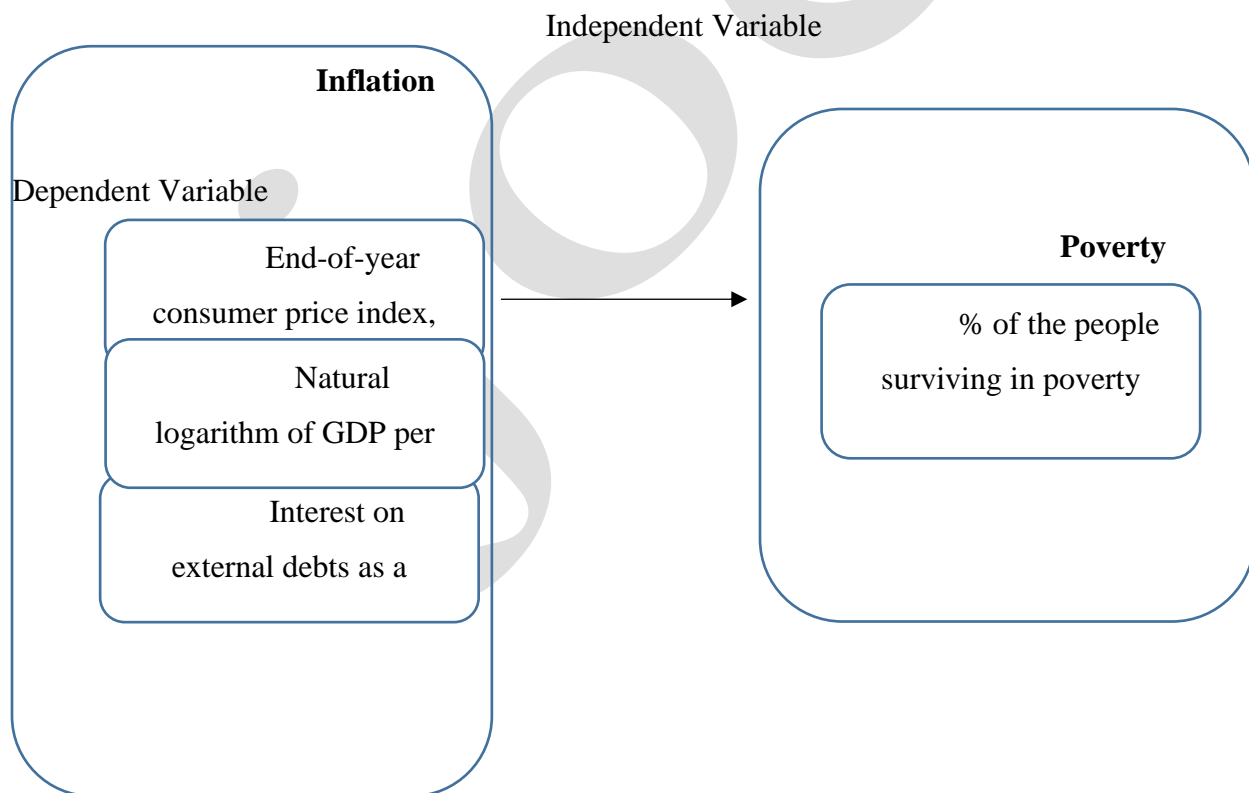 Independent Variable
Inflation
Dependent Variable
End-of-year
consumer price index,
Natural
logarithm of GDP per
Interest on
external debts as a
Poverty
% of the people
surviving in poverty